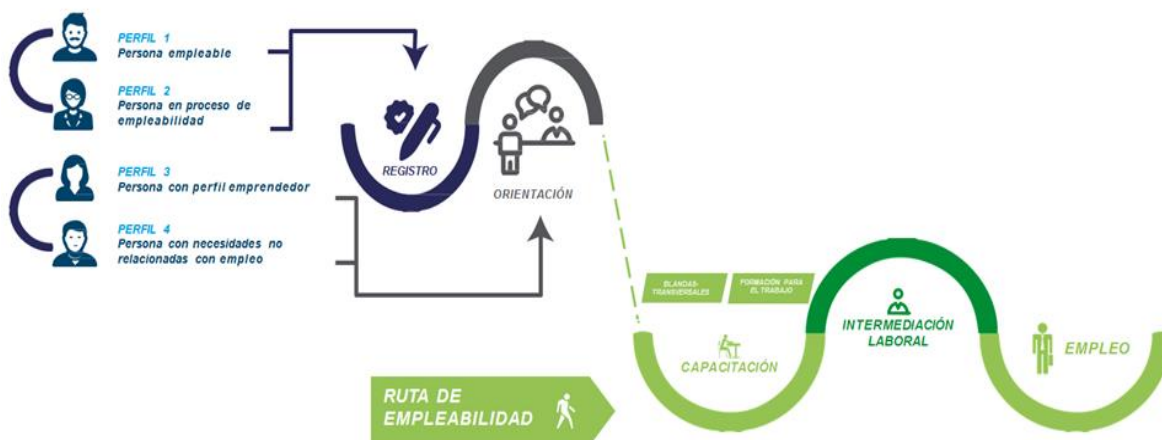 PERFIL 1
Persona empleable
PERFIL 2
Persona en proceso de
empleabilidad
PERFIL 3
Persona con perfil emprendedor
PERFIL 4
Persona con necesidades no
relacionadas con empleo
REGISTRO
ORIENTACIÓN
BLANDAS-
TRANSVERSALES
FORMACIÓN PARA
EL TRABAJO
CAPACITACIÓN
INTERMEDIACIÓN
LABORAL
EMPLEO
RUTA DE
EMPLEABILIDAD